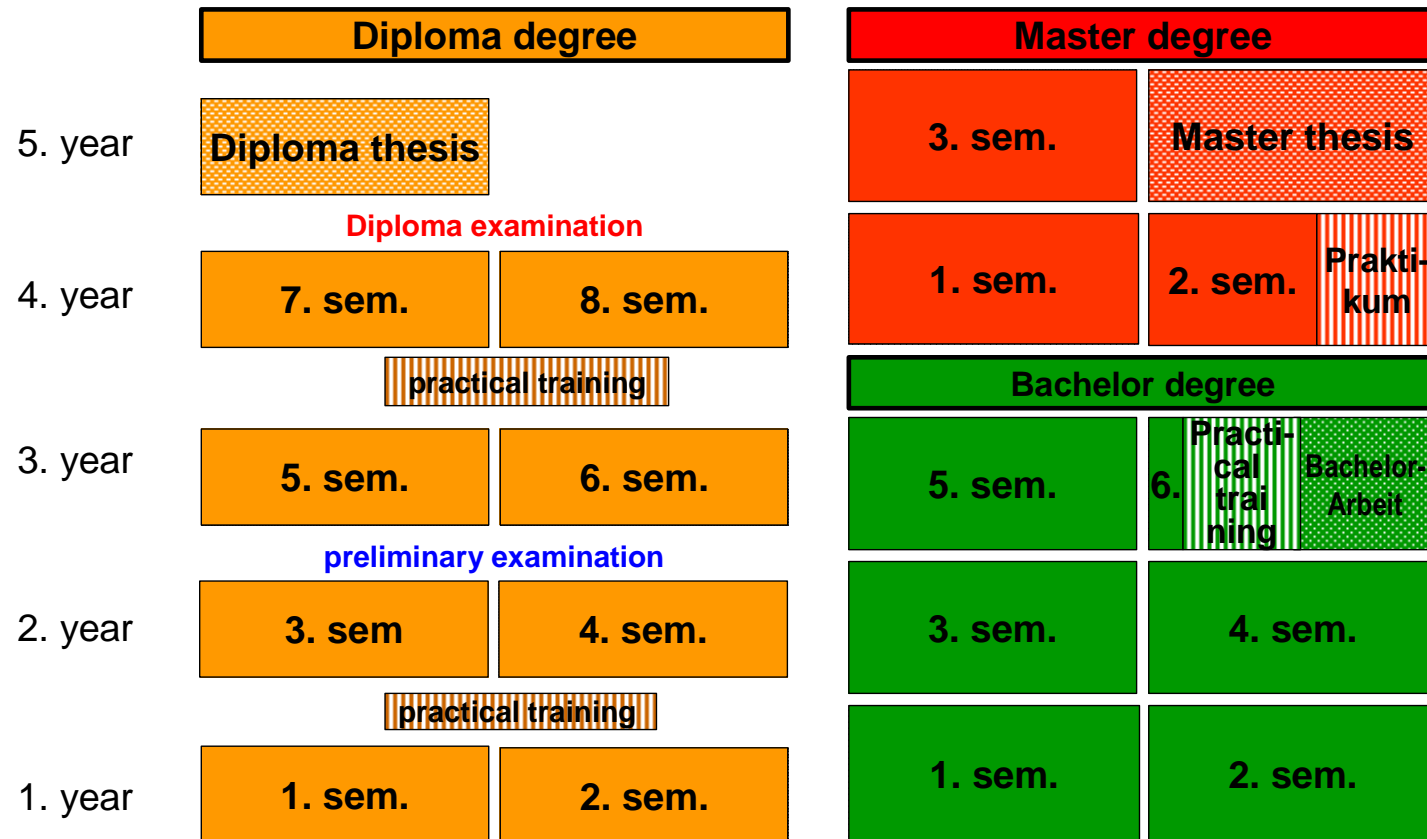 Diploma degree
Master degree
5. year
Diploma thesis
3. sem.
Master thesis
Diploma examination
4. year
7. sem.
8. sem.
1. sem.
2. sem.
Prakti-
kum
practical training
Bachelor degree
3. year
5. sem.
6. sem.
5. sem.
6.
Practi-
cal
trai
ning
Bachelor-
Arbeit
preliminary examination
2. year
3. sem
4. sem.
3. sem.
4. sem.
practical training
1. year
1. sem.
2. sem.
1. sem.
2. sem.